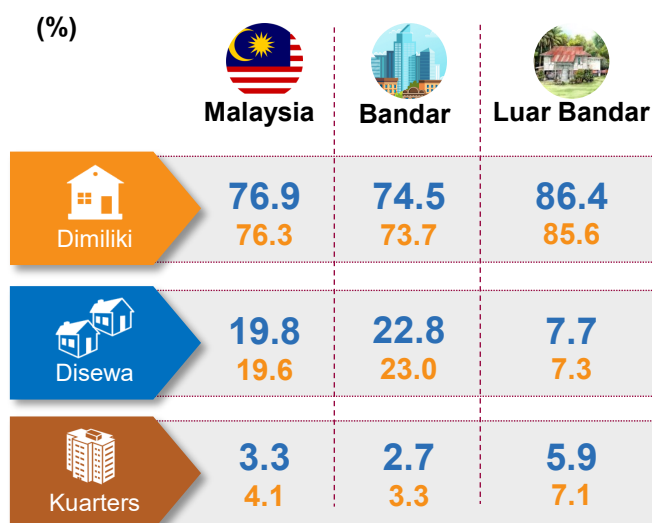 (%)
Malaysia Bandar Luar Bandar
Dimiliki
76.9 74.5 86.4
76.3 73.7 85.6
Disewa
19.8 22.8 7.7
19.6 23.0 7.3
Kuarters
3.3 2.7 5.9
4.1 3.3 7.1